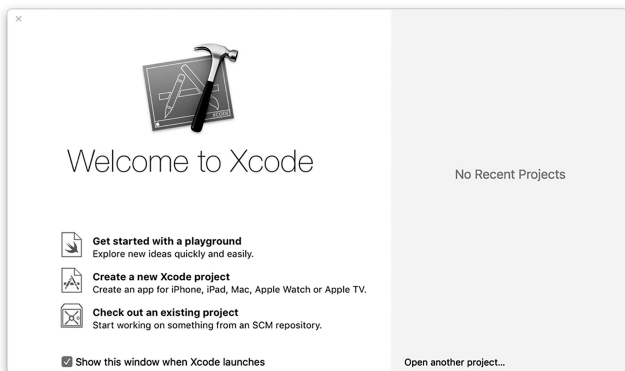 XCODE
Welcome to Xcode
No Recent Projects
Get started with a playground
Explore new ideas quickly and easily.
Create a new Xcode project
Create an app for iPhone, iPad, Mac, Apple Watch or Apple TV.
Check out an existing project
Start working on something from an SCM repository.
Show this window when Xcode launches
Open another project...